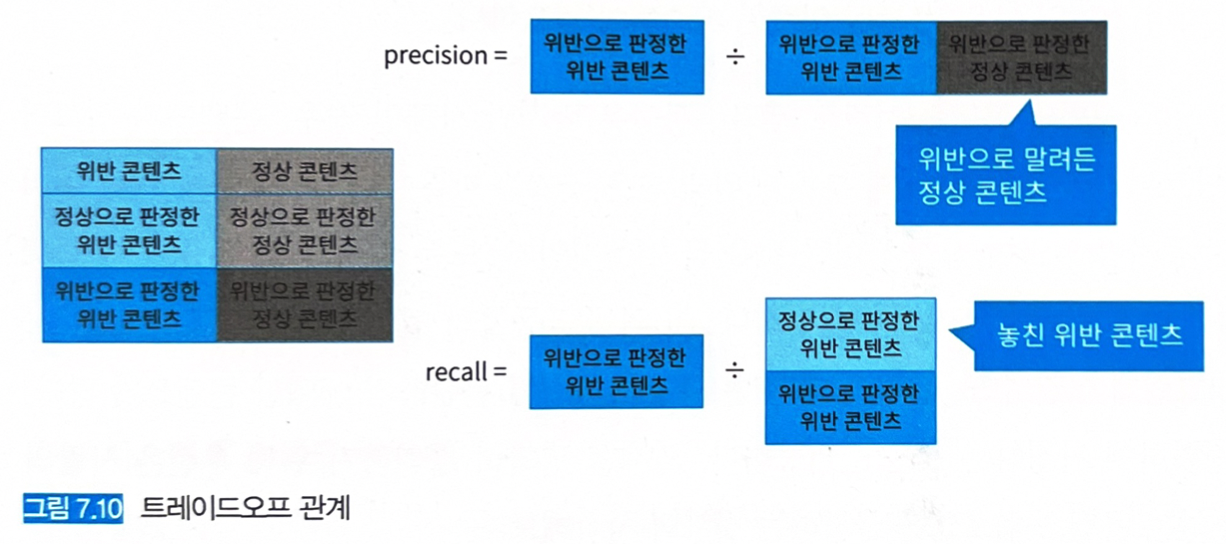 precision =
위반으로 판정한
위반 콘텐츠
÷
위반으로 판정한
위반 콘텐츠
위반으로 판정한
정상 콘텐츠
위반으로 말려든
정상 콘텐츠
위반 콘텐츠
정상 콘텐츠
정상으로 판정한
위반 콘텐츠
정상으로 판정한
정상 콘텐츠
위반으로 판정한
위반 콘텐츠
위반으로 판정한
정상 콘텐츠
recall =
위반으로 판정한
위반 콘텐츠
÷
정상으로 판정한
위반 콘텐츠
위반으로 판정한
위반 콘텐츠
놓친 위반 콘텐츠
그림 7.10 트레이드오프 관계